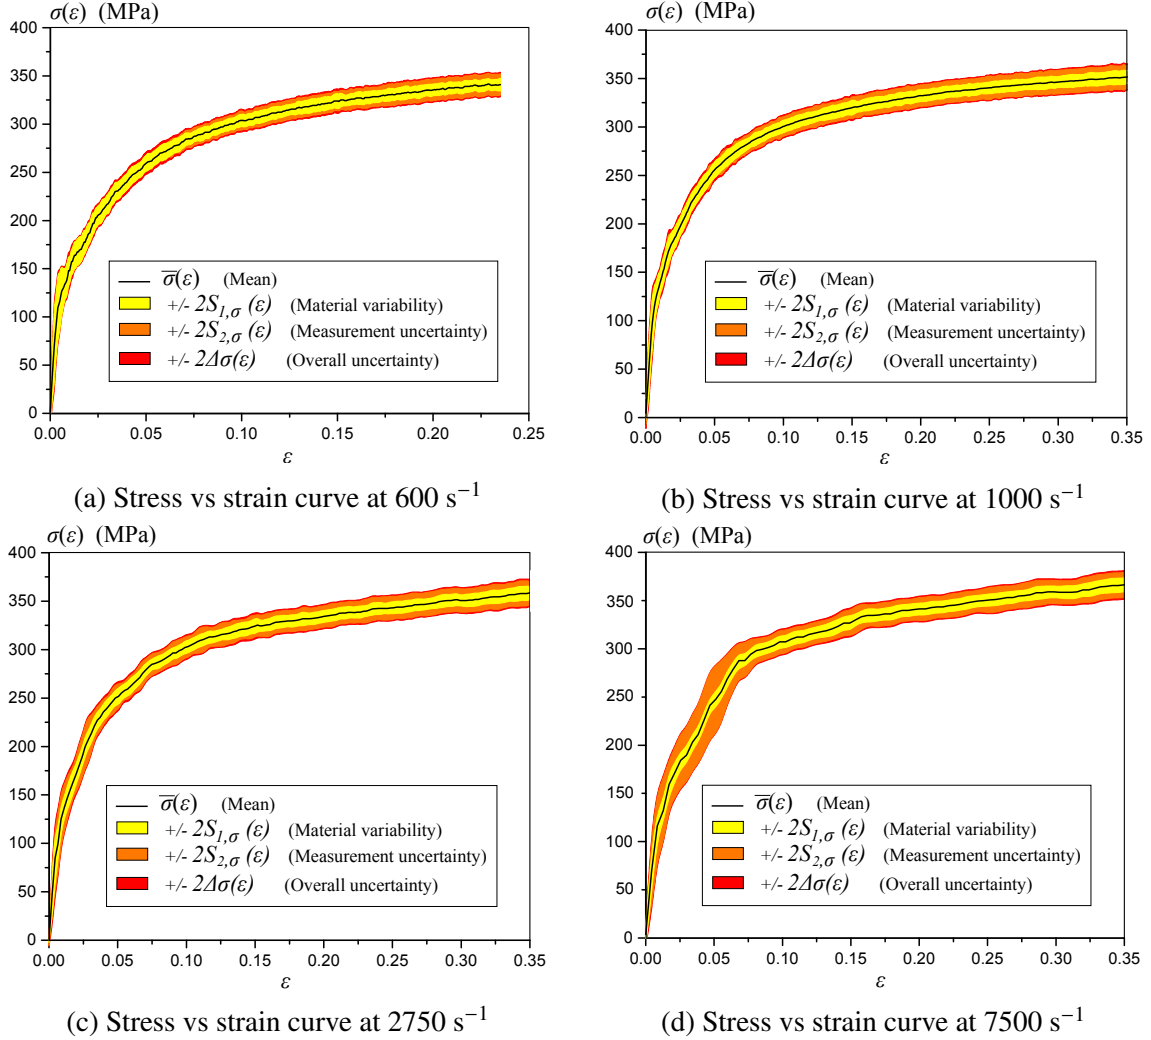 σ(ε) (MPa)
400
350
300
250
200
150
100
50
0
0.00 0.05 0.10 0.15 0.20 0.25
ε
σ̅(ε) (Mean)
+/- 2S₁,σ (ε) (Material variability)
+/- 2S₂,σ (ε) (Measurement uncertainty)
+/- 2Δσ(ε) (Overall uncertainty)
(a) Stress vs strain curve at 600 s⁻¹
σ(ε) (MPa)
400
350
300
250
200
150
100
50
0
0.00 0.05 0.10 0.15 0.20 0.25 0.30 0.35
ε
σ̅(ε) (Mean)
+/- 2S₁,σ (ε) (Material variability)
+/- 2S₂,σ (ε) (Measurement uncertainty)
+/- 2Δσ(ε) (Overall uncertainty)
(b) Stress vs strain curve at 1000 s⁻¹
σ(ε) (MPa)
400
350
300
250
200
150
100
50
0
0.00 0.05 0.10 0.15 0.20 0.25 0.30 0.35
ε
σ̅(ε) (Mean)
+/- 2S₁,σ (ε) (Material variability)
+/- 2S₂,σ (ε) (Measurement uncertainty)
+/- 2Δσ(ε) (Overall uncertainty)
(c) Stress vs strain curve at 2750 s⁻¹
σ(ε) (MPa)
400
350
300
250
200
150
100
50
0
0.00 0.05 0.10 0.15 0.20 0.25 0.30 0.35
ε
σ̅(ε) (Mean)
+/- 2S₁,σ (ε) (Material variability)
+/- 2S₂,σ (ε) (Measurement uncertainty)
+/- 2Δσ(ε) (Overall uncertainty)
(d) Stress vs strain curve at 7500 s⁻¹